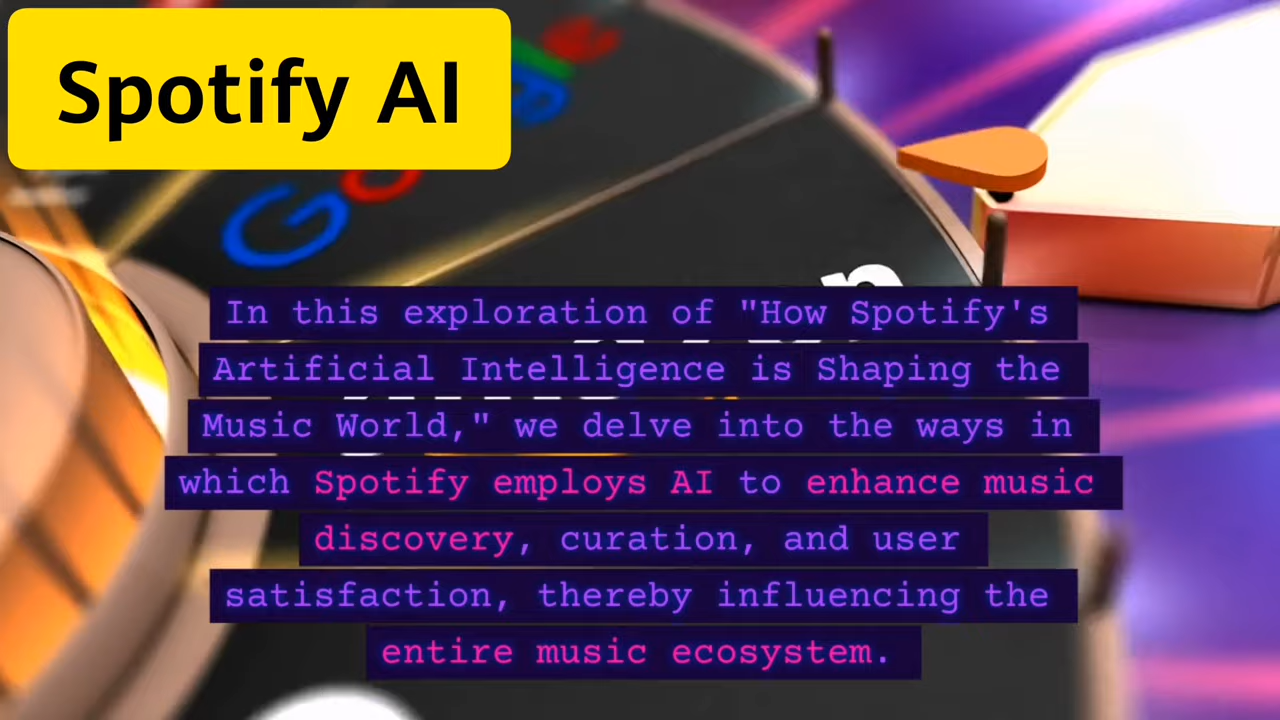 Spotify AI
Google
In this exploration of "How Spotify's
Artificial Intelligence is Shaping the
Music World," we delve into the ways in
which Spotify employs AI to enhance music
discovery, curation, and user
satisfaction, thereby influencing the
entire music ecosystem.